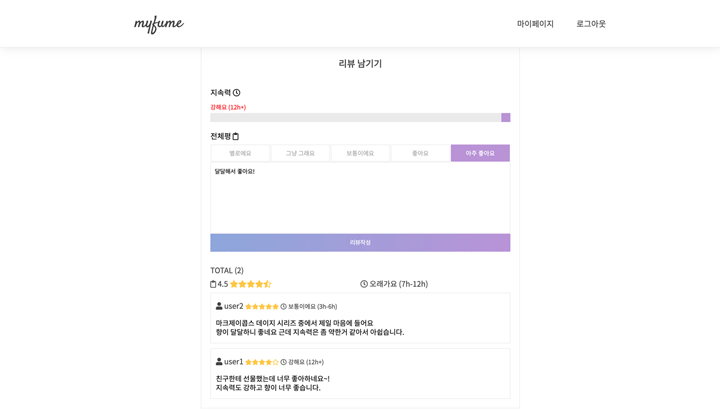 myfume
마이페이지 로그아웃
리뷰 남기기
지속력
강해요 (12h+)
전체평
별로에요 그냥 그래요 보통이에요 좋아요 아주 좋아요
달달해서 좋아요!
리뷰작성
TOTAL (2)
4.5 오래가요 (7h-12h)
user2 보통이에요 (3h-6h)
마크제이콥스 데이지 시리즈 중에서 제일 마음에 들어요
향이 달달하니 좋네요 근데 지속력은 좀 약한거 같아서 아쉽습니다.
user1 강해요 (12h+)
친구한테 선물했는데 너무 좋아하네요~!
지속력도 강하고 향이 너무 좋습니다.